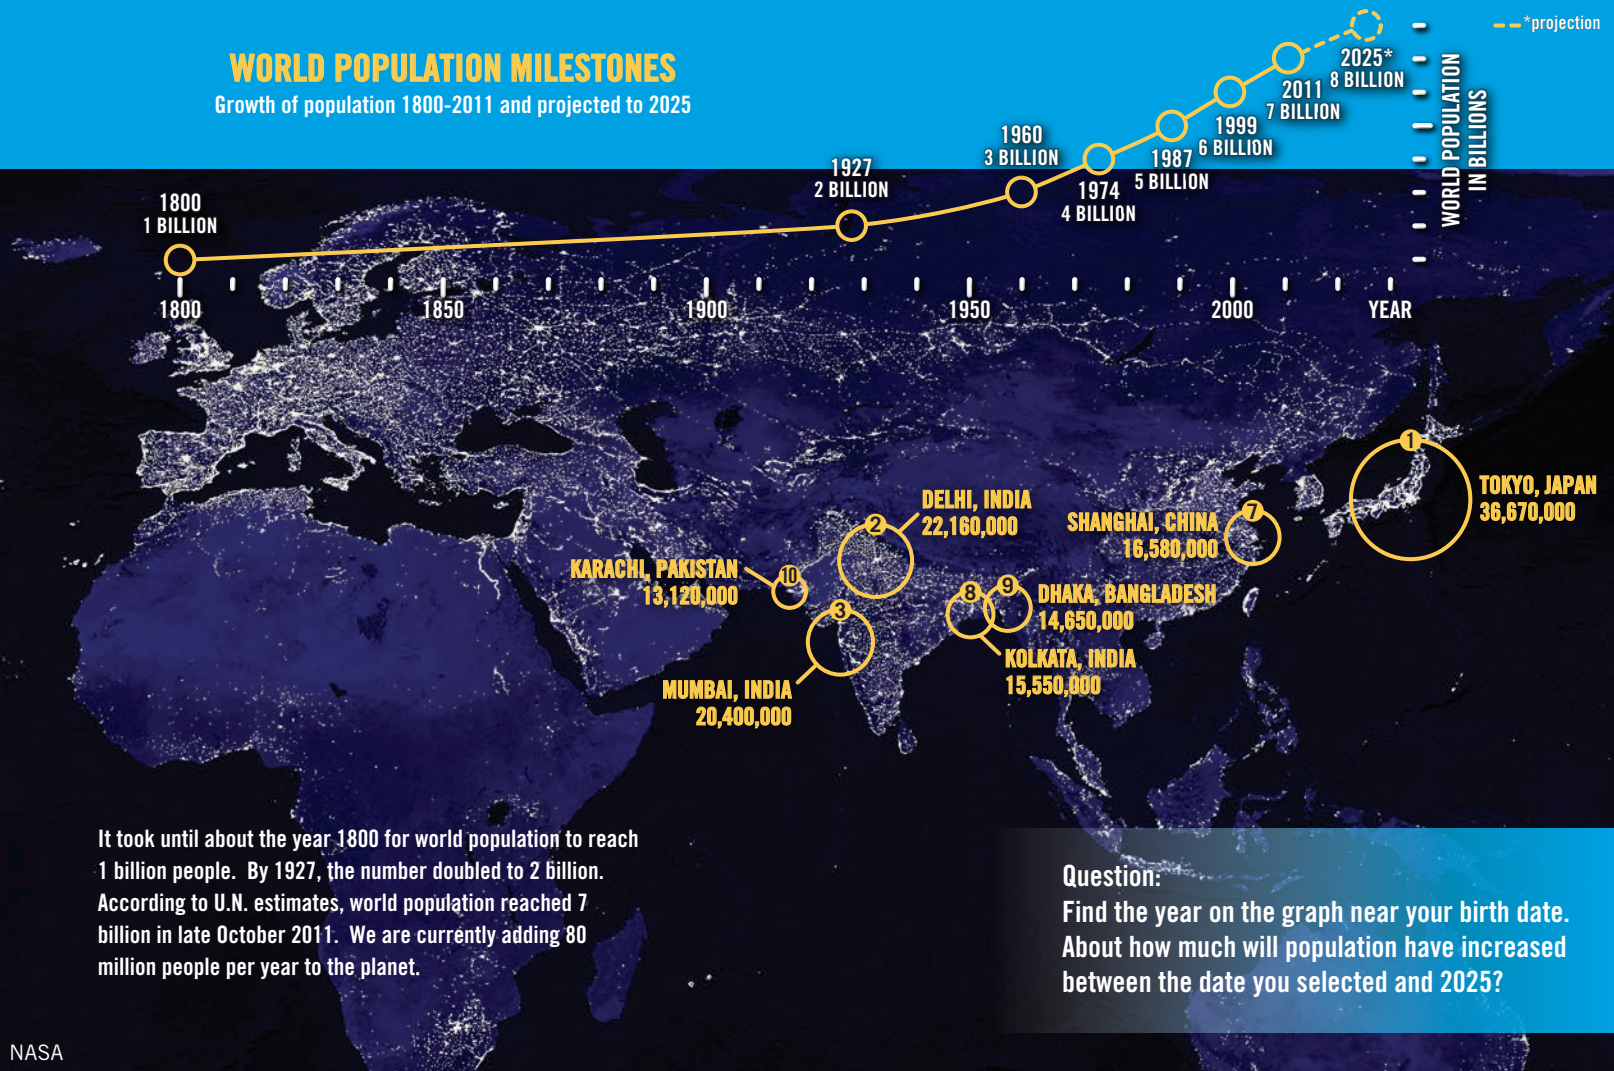 *projection
WORLD POPULATION MILESTONES
Growth of population 1800-2011 and projected to 2025
1800
1 BILLION
1927
2 BILLION
1960
3 BILLION
1974
4 BILLION
1987
5 BILLION
1999
6 BILLION
2011
7 BILLION
2025*
8 BILLION
WORLD POPULATION
IN BILLIONS
1800
1850
1900
1950
2000
YEAR
1
TOKYO, JAPAN
36,670,000
2
DELHI, INDIA
22,160,000
7
SHANGHAI, CHINA
16,580,000
10
KARACHI, PAKISTAN
13,120,000
3
MUMBAI, INDIA
20,400,000
9
DHAKA, BANGLADESH
14,650,000
8
KOLKATA, INDIA
15,550,000
It took until about the year 1800 for world population to reach
1 billion people. By 1927, the number doubled to 2 billion.
According to U.N. estimates, world population reached 7
billion in late October 2011. We are currently adding 80
million people per year to the planet.
Question:
Find the year on the graph near your birth date.
About how much will population have increased
between the date you selected and 2025?
NASA